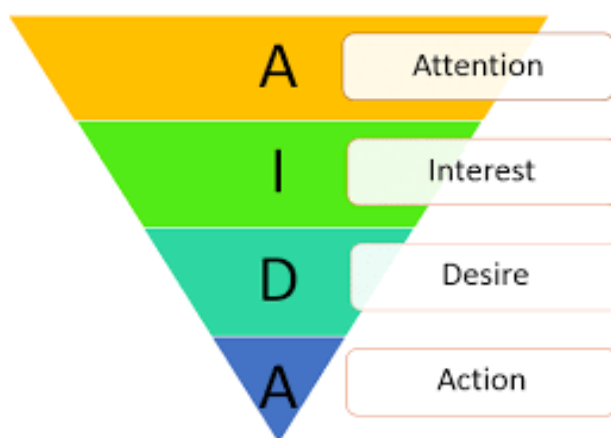 A Attention
I Interest
D Desire
A Action